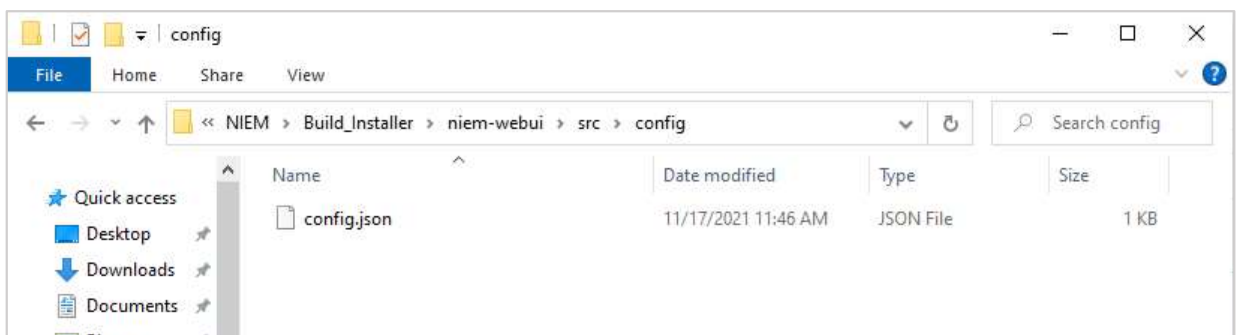 config
File Home Share View
« NIEM > Build_Installer > niem-webui > src > config
Search config
Name Date modified Type Size
Quick access
config.json 11/17/2021 11:46 AM JSON File 1 KB
Desktop
Downloads
Documents